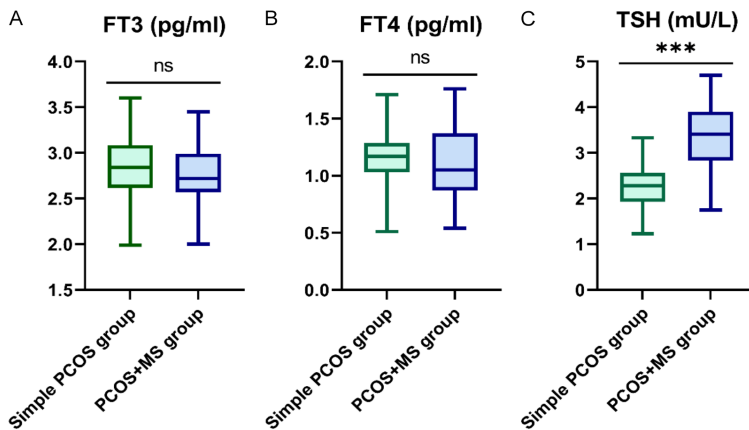 A
FT3 (pg/ml)
ns
4.0
3.5
3.0
2.5
2.0
1.5
Simple PCOS group
PCOS+MS group
B
FT4 (pg/ml)
ns
2.0
1.5
1.0
0.5
0.0
Simple PCOS group
PCOS+MS group
C
TSH (mU/L)
***
5
4
3
2
1
0
Simple PCOS group
PCOS+MS group